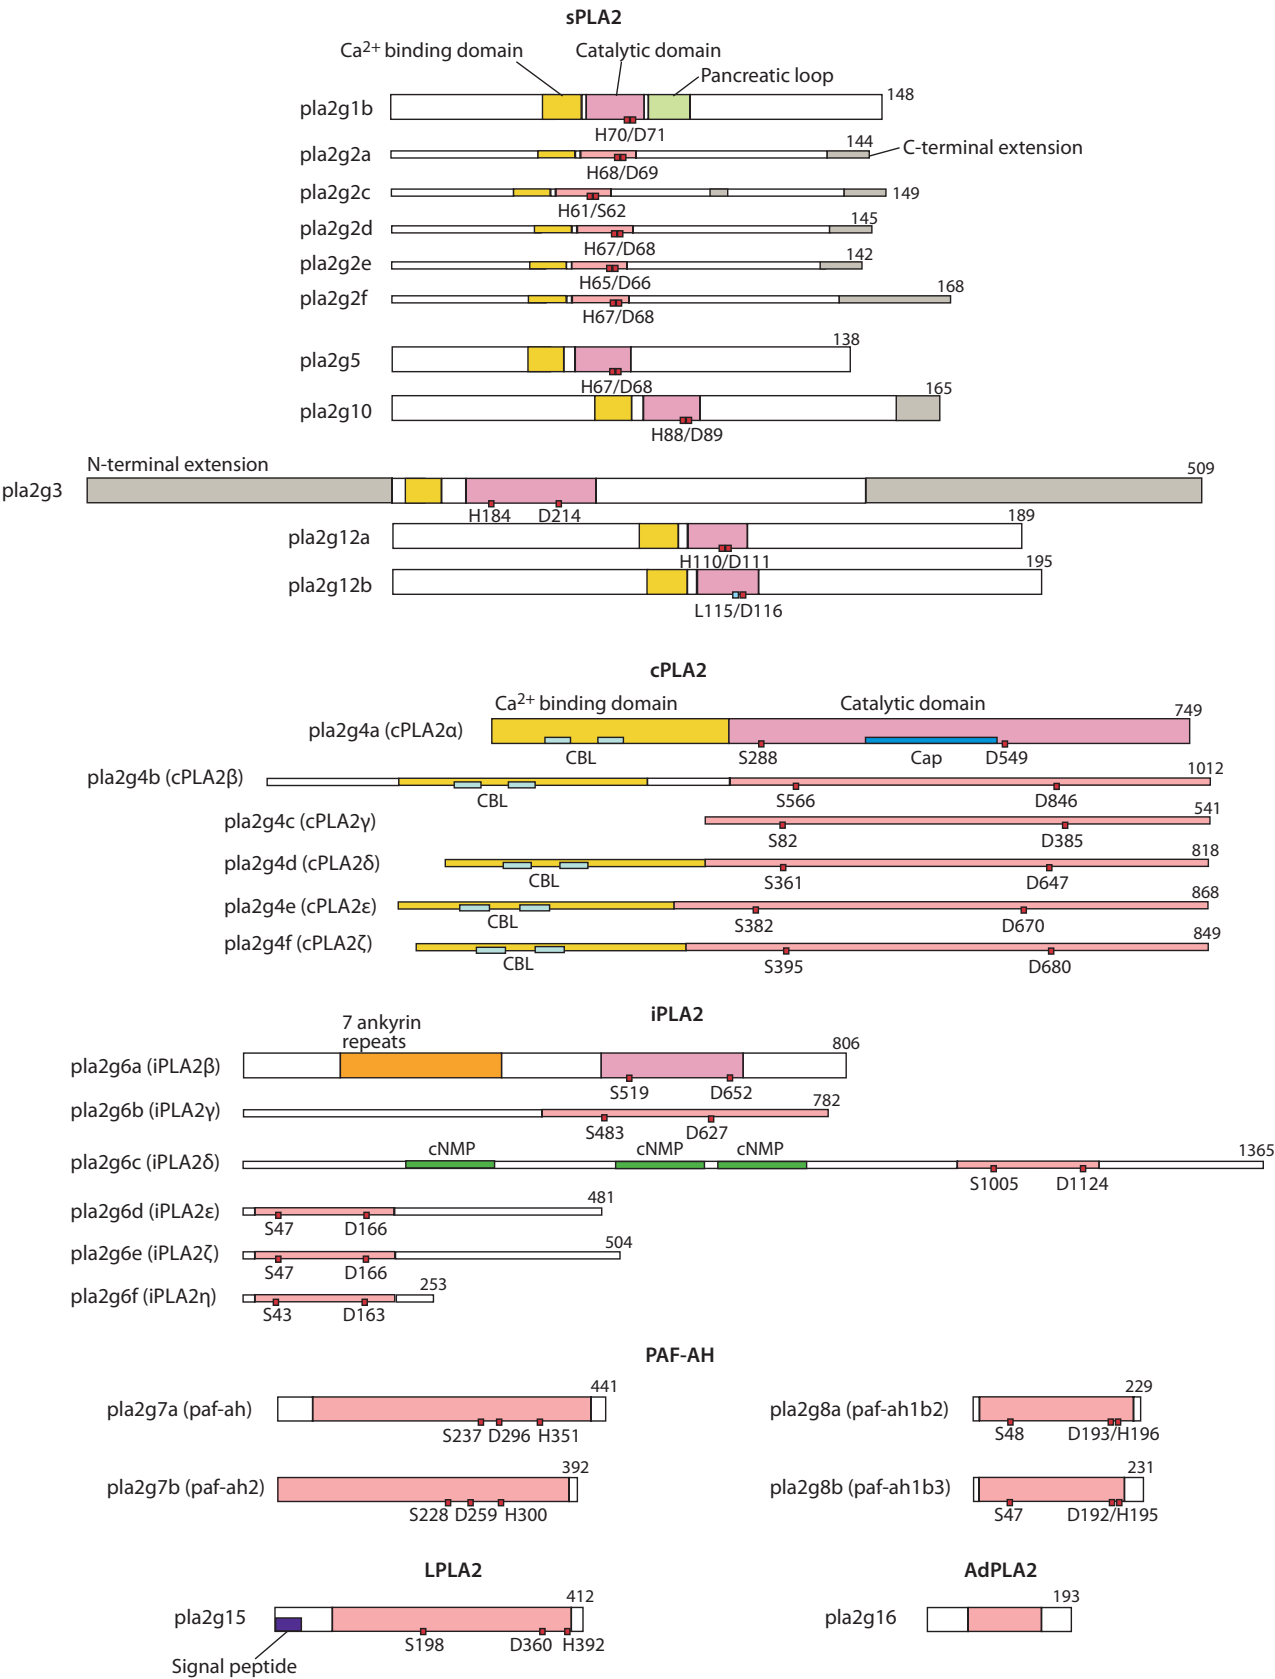 sPLA2
Ca2+ binding domain
Catalytic domain
Pancreatic loop
pla2g1b
148
H70/D71
pla2g2a
144
C-terminal extension
H68/D69
pla2g2c
149
H61/S62
pla2g2d
145
H67/D68
pla2g2e
142
H65/D66
pla2g2f
168
H67/D68
pla2g5
138
H67/D68
pla2g10
165
H88/D89
N-terminal extension
pla2g3
509
H184
D214
pla2g12a
189
H110/D111
pla2g12b
195
L115/D116
cPLA2
Ca2+ binding domain
Catalytic domain
pla2g4a (cPLA2α)
749
CBL
S288
Cap
D549
pla2g4b (cPLA2β)
1012
CBL
S566
D846
pla2g4c (cPLA2γ)
541
S82
D385
pla2g4d (cPLA2δ)
818
CBL
S361
D647
pla2g4e (cPLA2ε)
868
CBL
S382
D670
pla2g4f (cPLA2ζ)
849
CBL
S395
D680
iPLA2
7 ankyrin
repeats
pla2g6a (iPLA2β)
806
S519
D652
pla2g6b (iPLA2γ)
782
S483
D627
pla2g6c (iPLA2δ)
cNMP
cNMP
cNMP
1365
S1005
D1124
pla2g6d (iPLA2ε)
481
S47
D166
pla2g6e (iPLA2ζ)
504
S47
D166
pla2g6f (iPLA2η)
253
S43
D163
PAF-AH
pla2g7a (paf-ah)
441
S237 D296 H351
pla2g8a (paf-ah1b2)
229
S48
D193/H196
pla2g7b (paf-ah2)
392
S228 D259 H300
pla2g8b (paf-ah1b3)
231
S47
D192/H195
LPLA2
pla2g15
412
S198
D360
H392
Signal peptide
AdPLA2
pla2g16
193